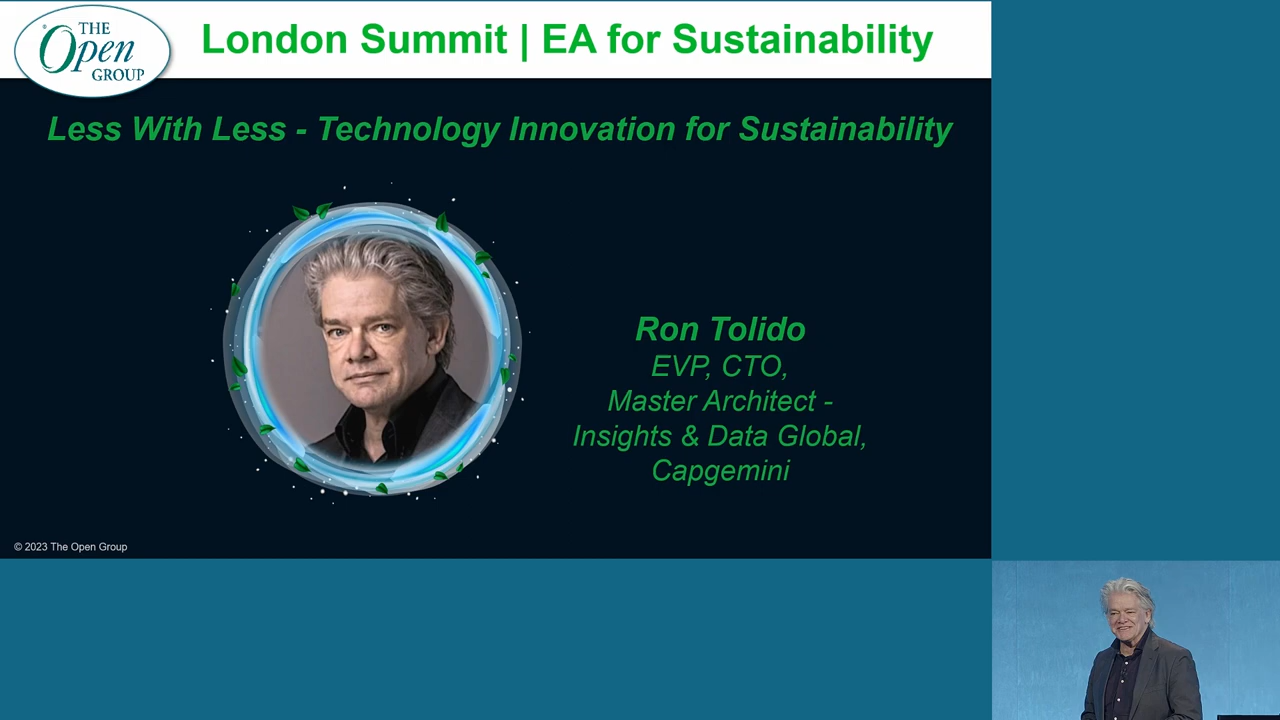 THE
Open
GROUP
London Summit | EA for Sustainability
Less With Less - Technology Innovation for Sustainability
Ron Tolido
EVP, CTO,
Master Architect -
Insights & Data Global,
Capgemini
© 2023 The Open Group